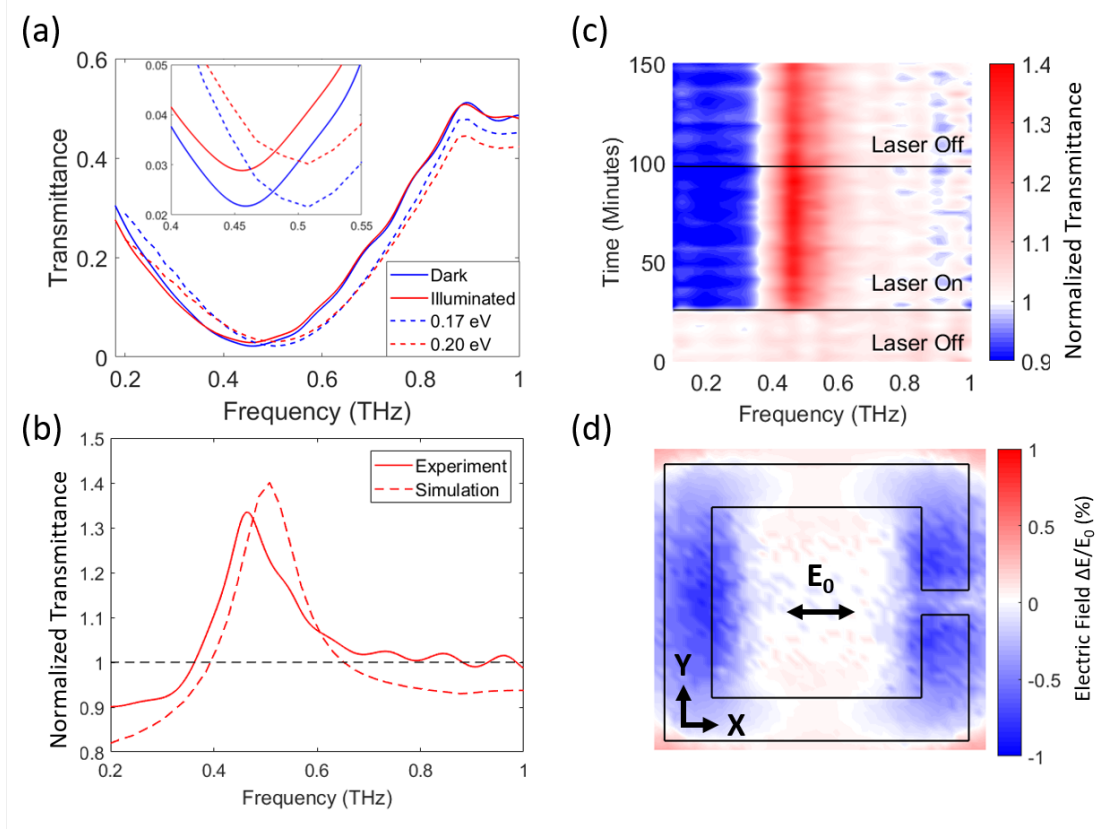 (a)
0.6
0.4
0.2
0
Transmittance
0.05
0.04
0.03
0.02
0.4 0.45 0.5 0.55
Dark
Illuminated
0.17 eV
0.20 eV
0.2 0.4 0.6 0.8 1
Frequency (THz)
(b)
1.5
1.4
1.3
1.2
1.1
1
0.9
0.8
Normalized Transmittance
Experiment
Simulation
0.2 0.4 0.6 0.8 1
Frequency (THz)
(c)
150
100
50
0
Time (Minutes)
Laser Off
Laser On
Laser Off
0.2 0.4 0.6 0.8 1
Frequency (THz)
1.4
1.3
1.2
1.1
1
0.9
Normalized Transmittance
(d)
E0
Y
X
1
0.5
0
-0.5
-1
Electric Field ΔE/E0 (%)